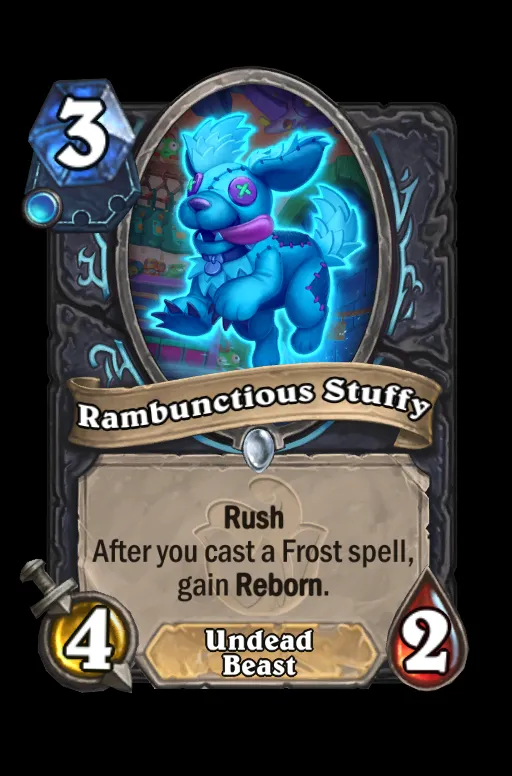 3
Rambunctious Stuffy
Rush
After you cast a Frost spell,
gain Reborn.
4
Undead
Beast
2